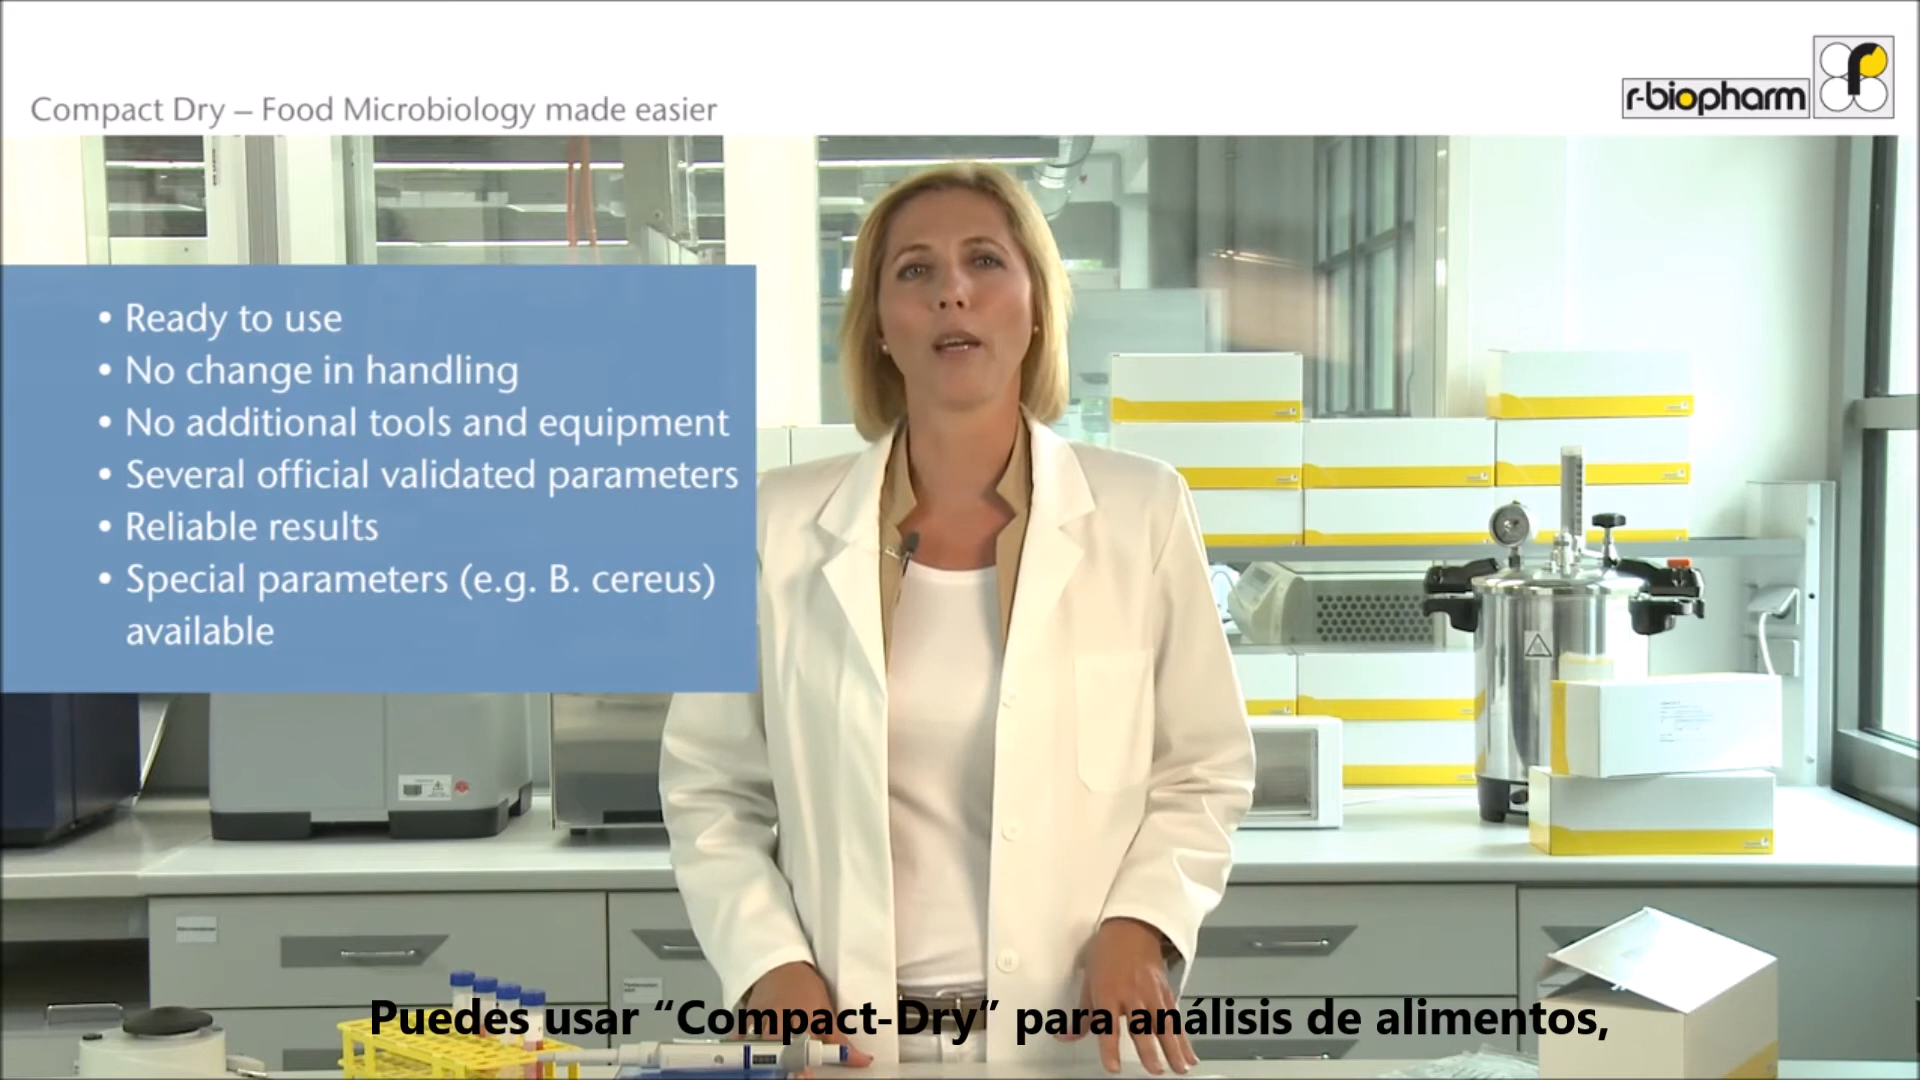 Compact Dry – Food Microbiology made easier
r-biopharm
• Ready to use
• No change in handling
• No additional tools and equipment
• Several official validated parameters
• Reliable results
• Special parameters (e.g. B. cereus)
available
Puedes usar “Compact-Dry” para análisis de alimentos,